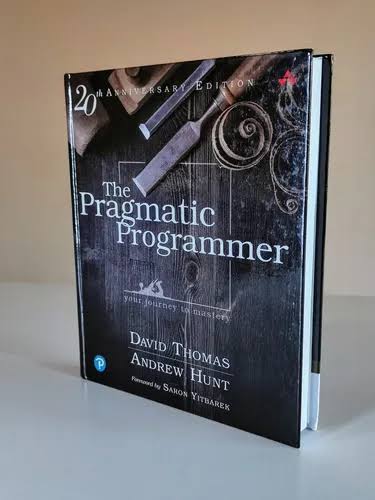 20th Anniversary Edition
The
Pragmatic
Programmer
your journey to mastery
David Thomas
Andrew Hunt
Foreword by Saron Yitbarek
P